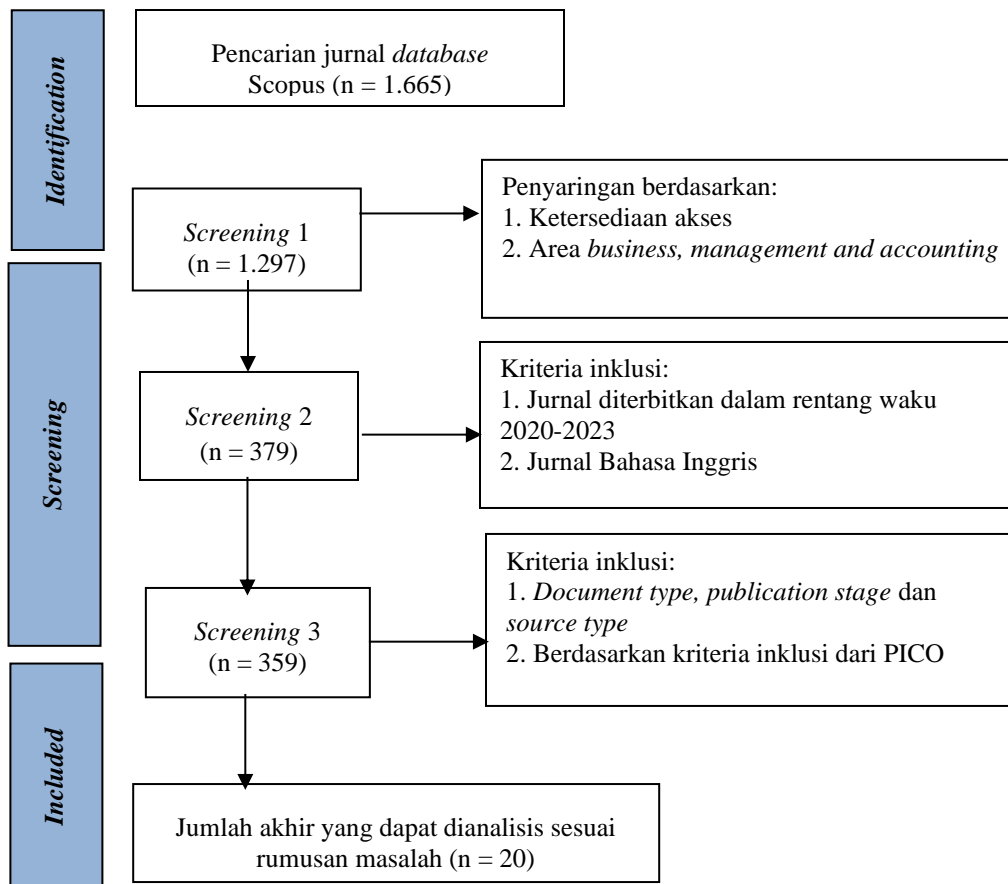 Identification
Pencarian jurnal database
Scopus (n = 1.665)
Screening 1
(n = 1.297)
Penyaringan berdasarkan:
1. Ketersediaan akses
2. Area business, management and accounting
Screening
Screening 2
(n = 379)
Kriteria inklusi:
1. Jurnal diterbitkan dalam rentang waku
2020-2023
2. Jurnal Bahasa Inggris
Screening 3
(n = 359)
Kriteria inklusi:
1. Document type, publication stage dan
source type
2. Berdasarkan kriteria inklusi dari PICO
Included
Jumlah akhir yang dapat dianalisis sesuai
rumusan masalah (n = 20)